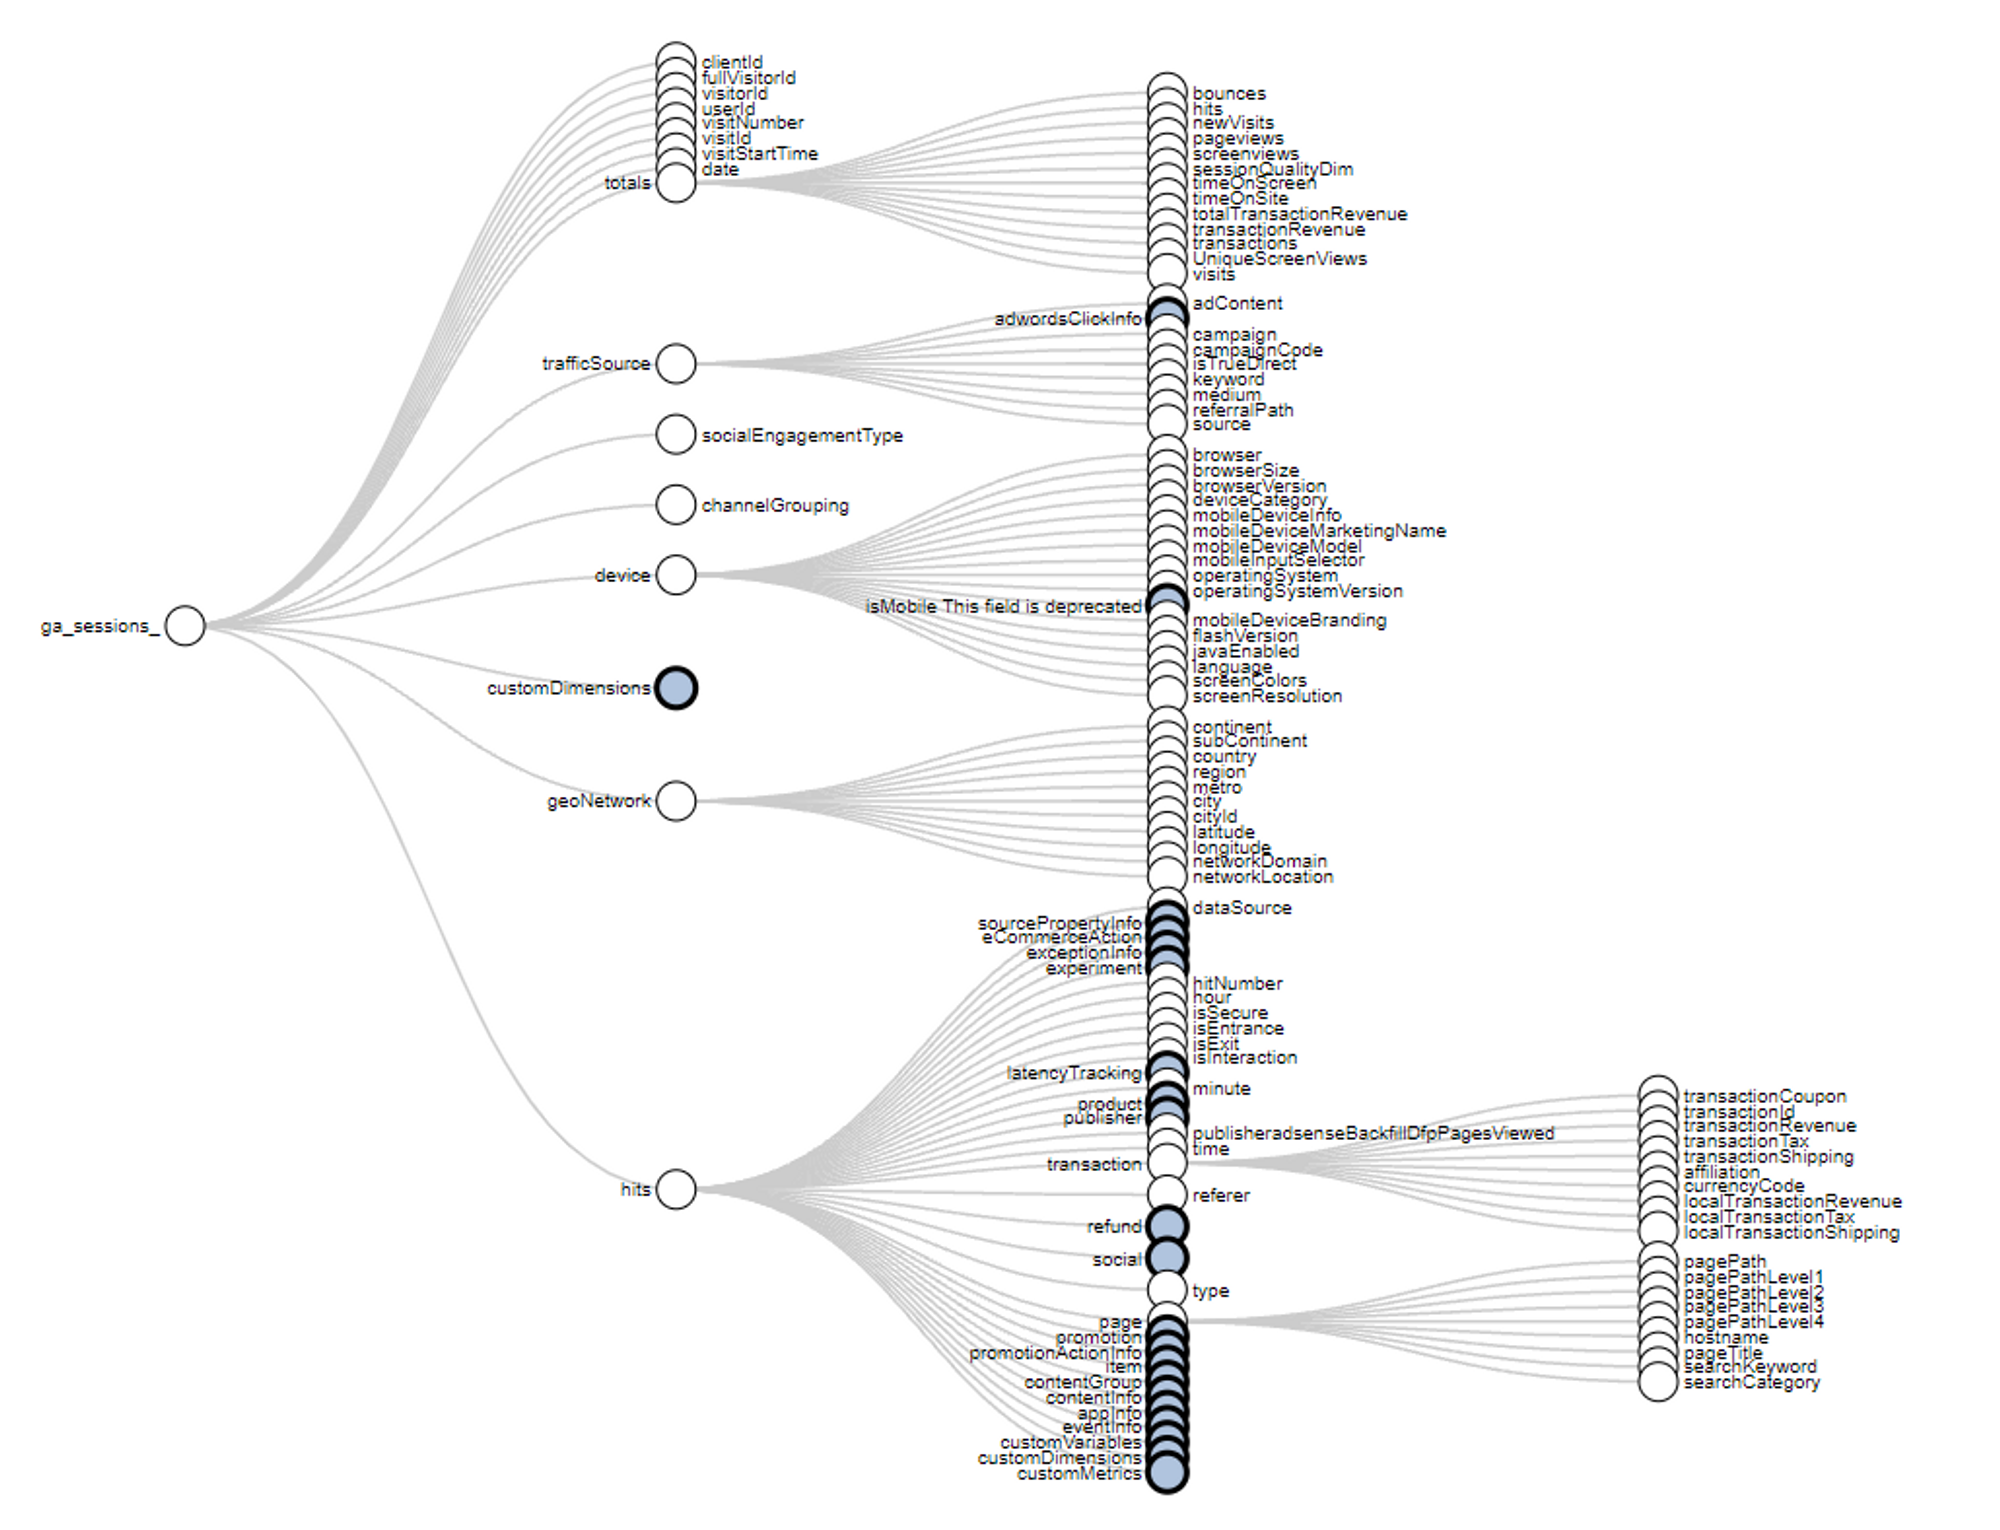 clientId
fullVisitorId
visitorId
userId
visitNumber
visitId
visitStartTime
date
totals
bounces
hits
newVisits
pageviews
screenviews
sessionQualityDim
timeOnScreen
timeOnSite
totalTransactionRevenue
transactionRevenue
transactions
UniqueScreenViews
visits
adContent
adwordsClickInfo
campaign
campaignCode
isTrueDirect
keyword
medium
referralPath
source
trafficSource
socialEngagementType
channelGrouping
device
browser
browserSize
browserVersion
deviceCategory
mobileDeviceInfo
mobileDeviceMarketingName
mobileDeviceModel
mobileInputSelector
operatingSystem
operatingSystemVersion
isMobile This field is deprecated
mobileDeviceBranding
flashVersion
javaEnabled
language
screenColors
screenResolution
ga_sessions_
customDimensions
geoNetwork
continent
subContinent
country
region
metro
city
cityId
latitude
longitude
networkDomain
networkLocation
dataSource
sourcePropertyInfo
eCommerceAction
exceptionInfo
experiment
hitNumber
hour
isSecure
isEntrance
isExit
isInteraction
latencyTracking
minute
product
publisher
publisheradsenseBackfillDfpPagesViewed
time
transaction
hits
referer
refund
social
type
page
promotion
promotionActionInfo
item
contentGroup
contentInfo
appInfo
eventInfo
customVariables
customDimensions
customMetrics
transactionCoupon
transactionId
transactionRevenue
transactionTax
transactionShipping
affiliation
currencyCode
localTransactionRevenue
localTransactionTax
localTransactionShipping
pagePath
pagePathLevel1
pagePathLevel2
pagePathLevel3
pagePathLevel4
hostname
pageTitle
searchKeyword
searchCategory